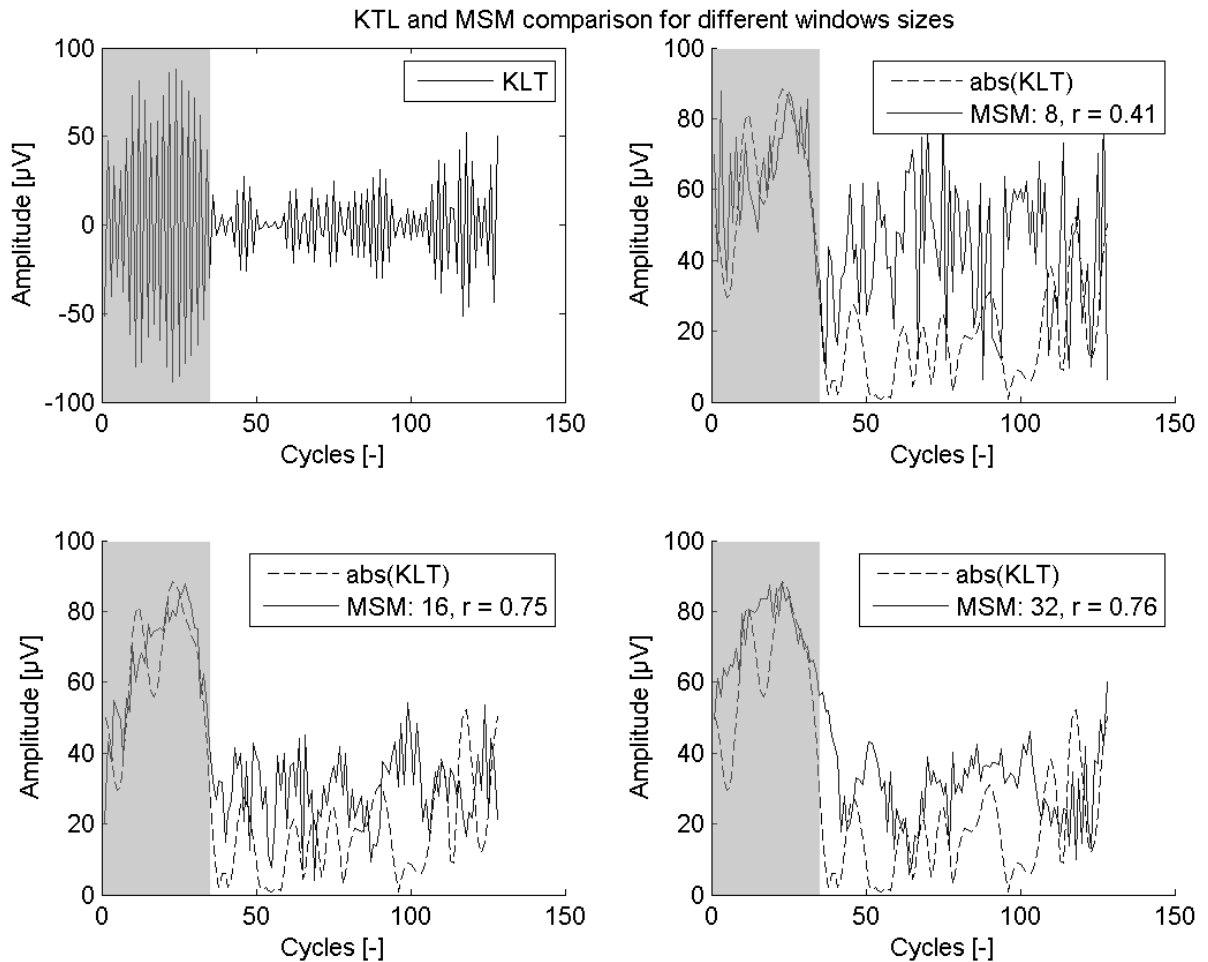 KTL and MSM comparison for different windows sizes
100
50
0
-50
-100
Amplitude [µV]
KLT
0 50 100 150
Cycles [-]
100
80
60
40
20
0
Amplitude [µV]
abs(KLT)
MSM: 8, r = 0.41
0 50 100 150
Cycles [-]
100
80
60
40
20
0
Amplitude [µV]
abs(KLT)
MSM: 16, r = 0.75
0 50 100 150
Cycles [-]
100
80
60
40
20
0
Amplitude [µV]
abs(KLT)
MSM: 32, r = 0.76
0 50 100 150
Cycles [-]